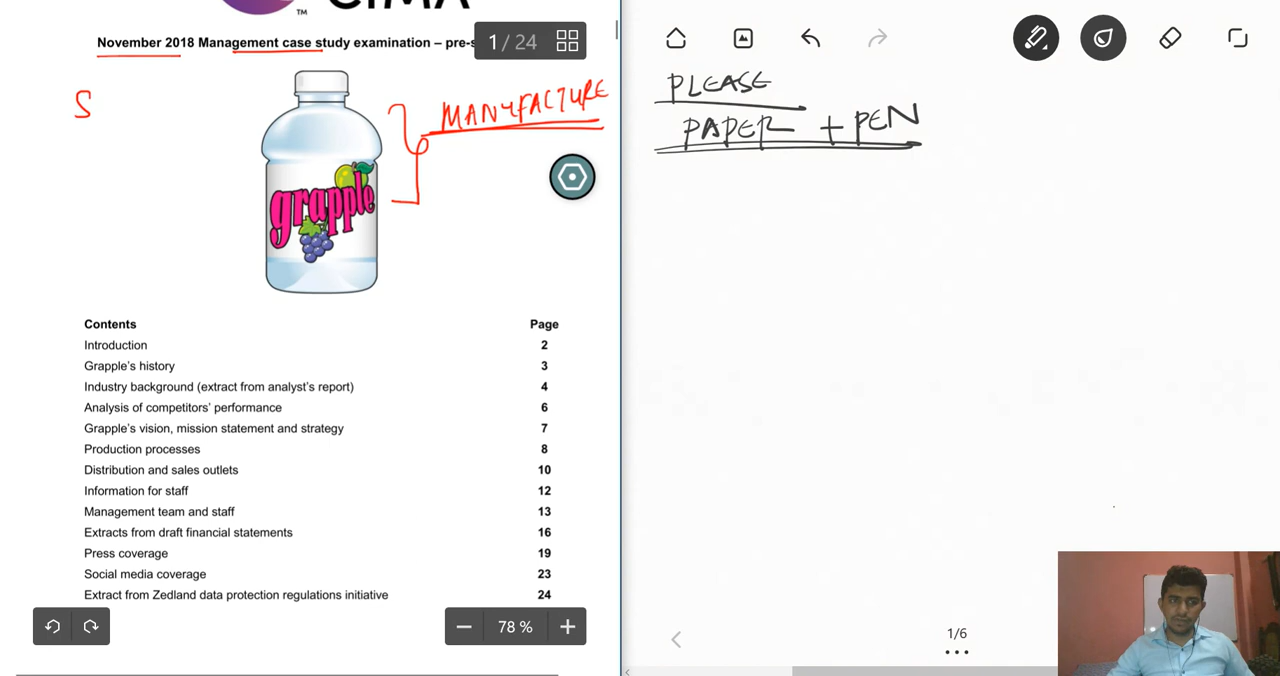 CIMA
TM
November 2018 Management case study examination – pre-s
1 / 24
S
MANUFACTURE
grapple
Contents Page
Introduction 2
Grapple's history 3
Industry background (extract from analyst's report) 4
Analysis of competitors' performance 6
Grapple's vision, mission statement and strategy 7
Production processes 8
Distribution and sales outlets 10
Information for staff 12
Management team and staff 13
Extracts from draft financial statements 16
Press coverage 19
Social media coverage 23
Extract from Zedland data protection regulations initiative 24
78 %
PLEASE
PAPER + PEN
1/6